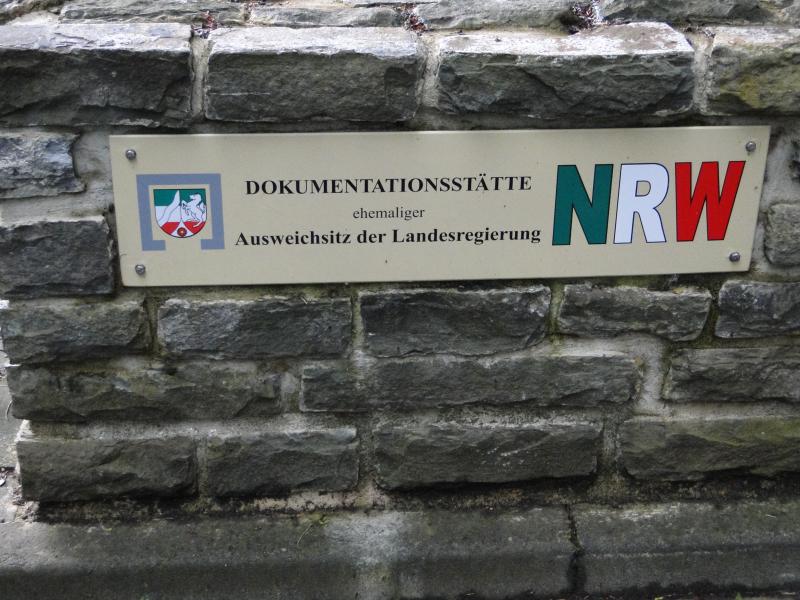 DOKUMENTATIONSSTÄTTE
ehemaliger
Ausweichsitz der Landesregierung
NRW